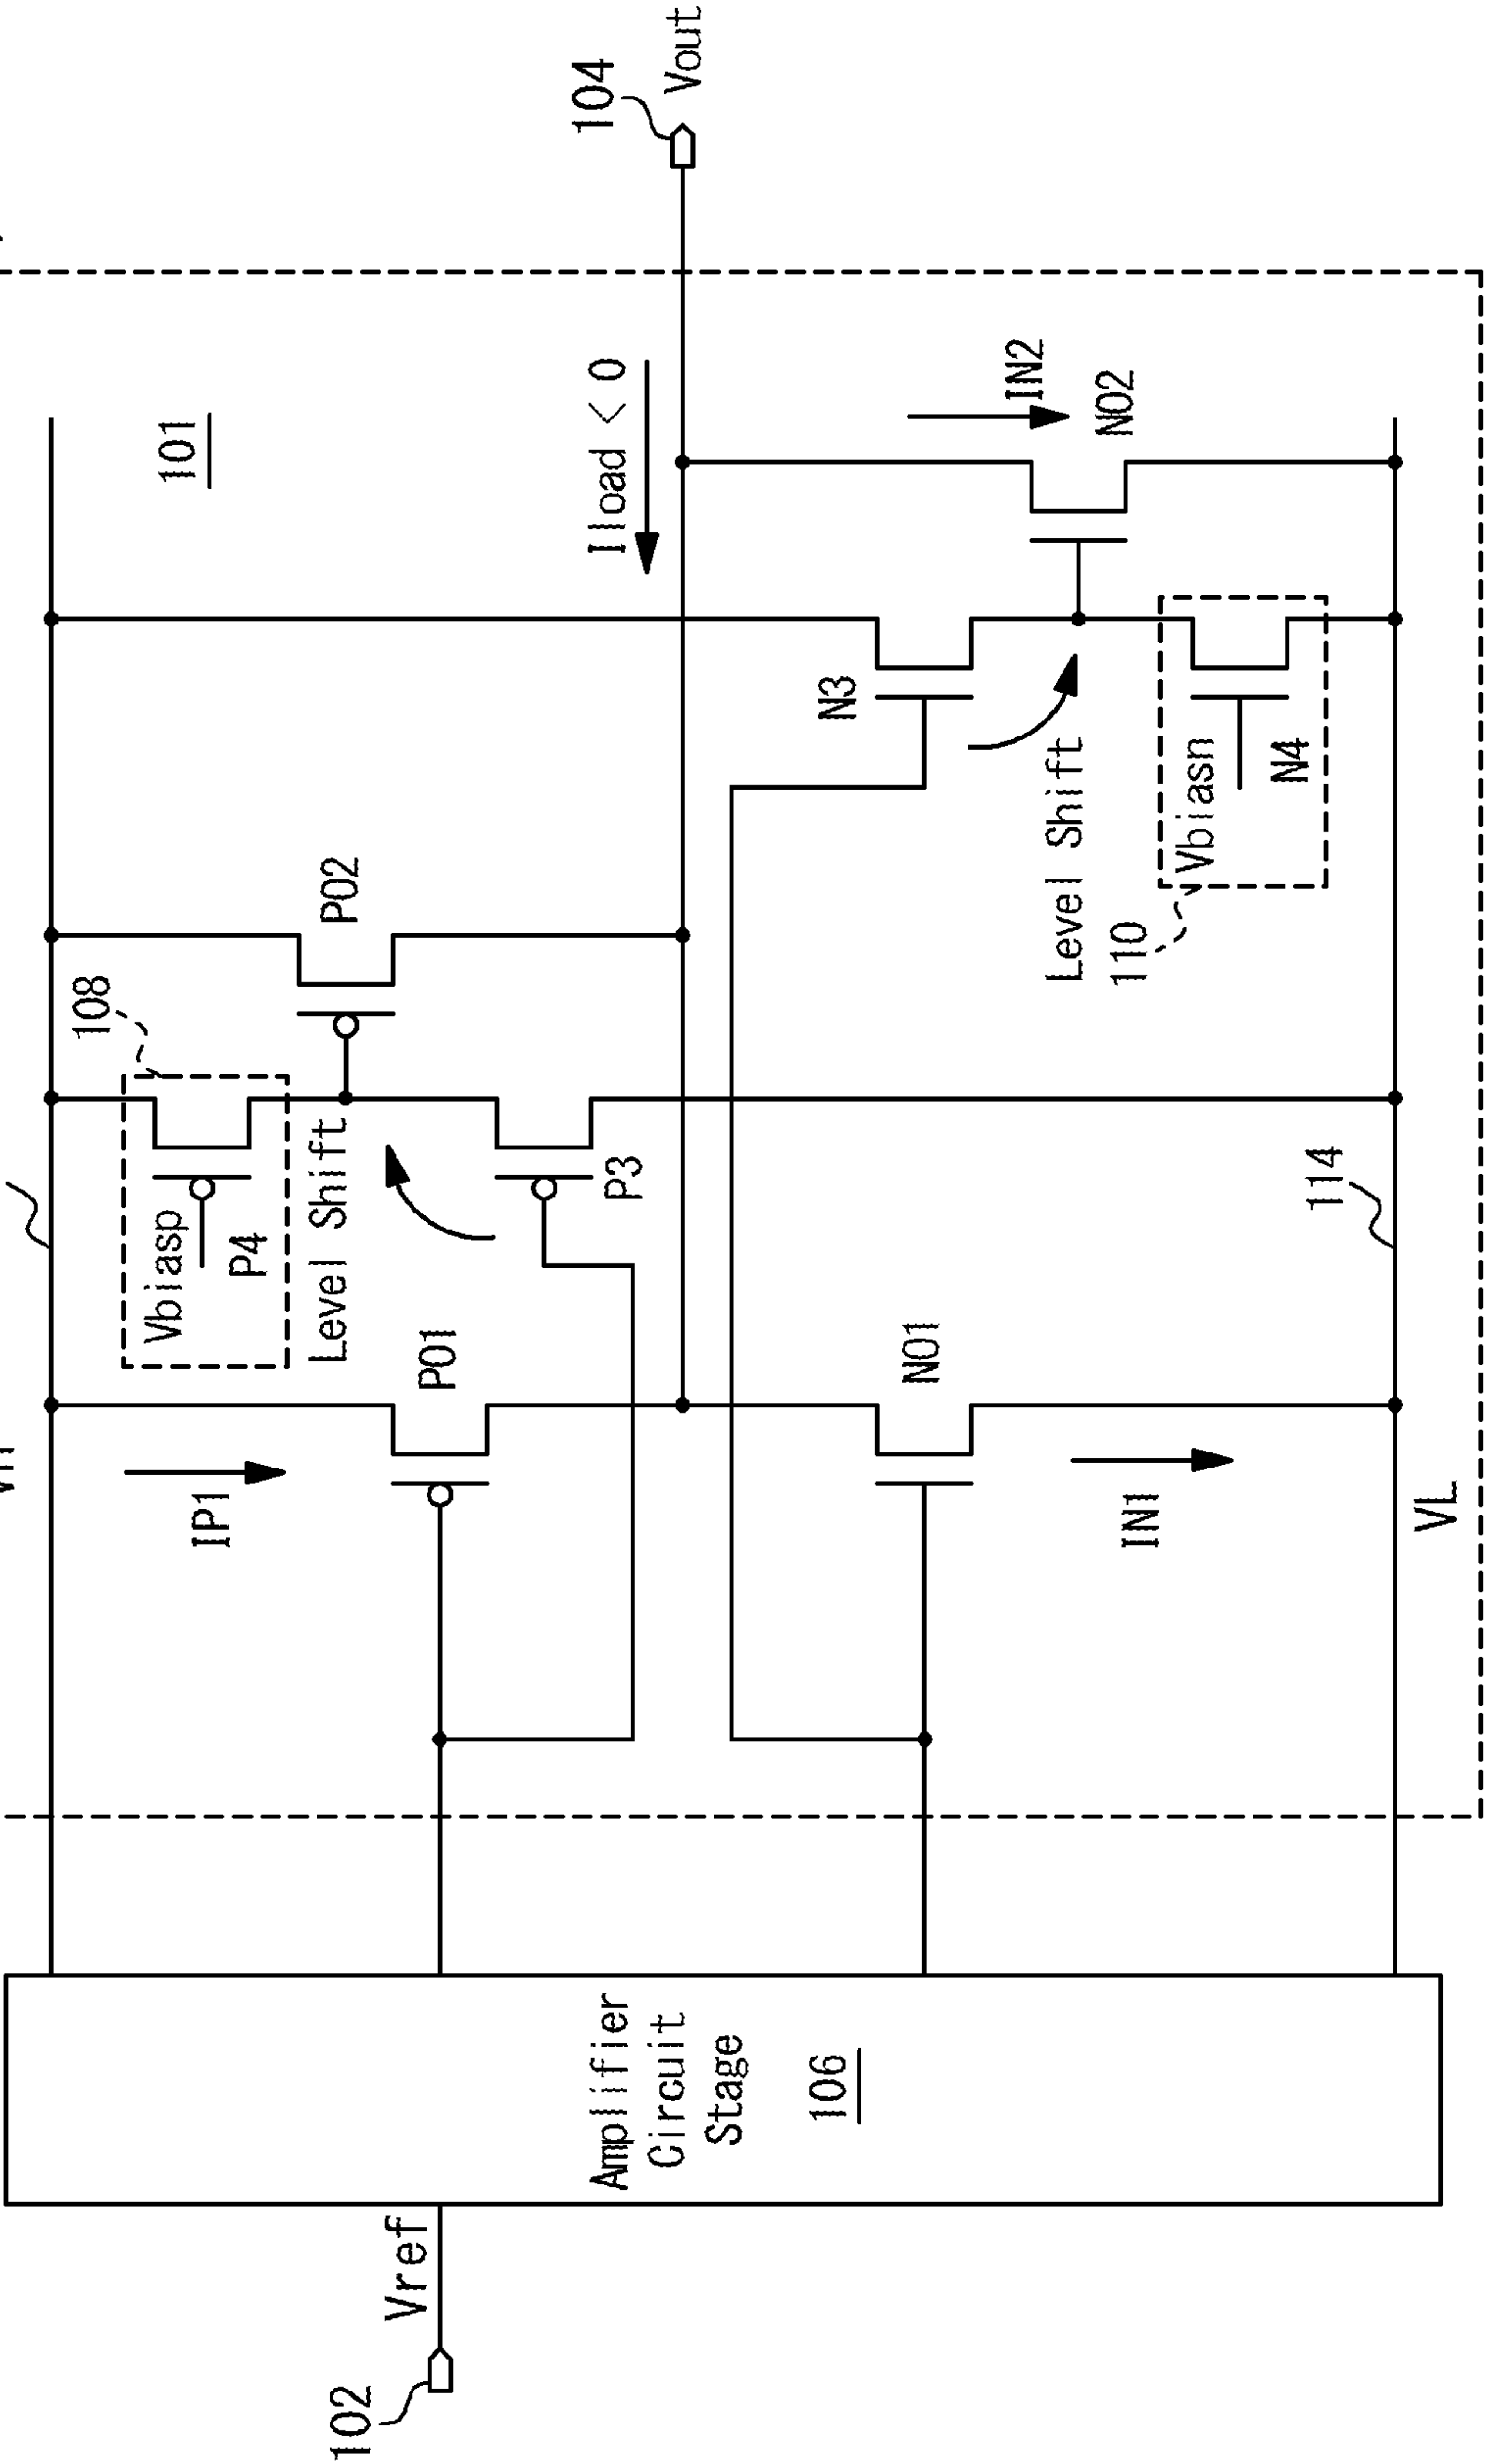 102
Vref
Amplifier
Circuit
Stage
106
IP1
Vbiasp
P4
108
Level Shift
P01
P3
P02
101
Iload < 0
104
Vout
N01
IN1
N3
Level Shift
110
Vbiasn
N4
IN2
N02
114
VL